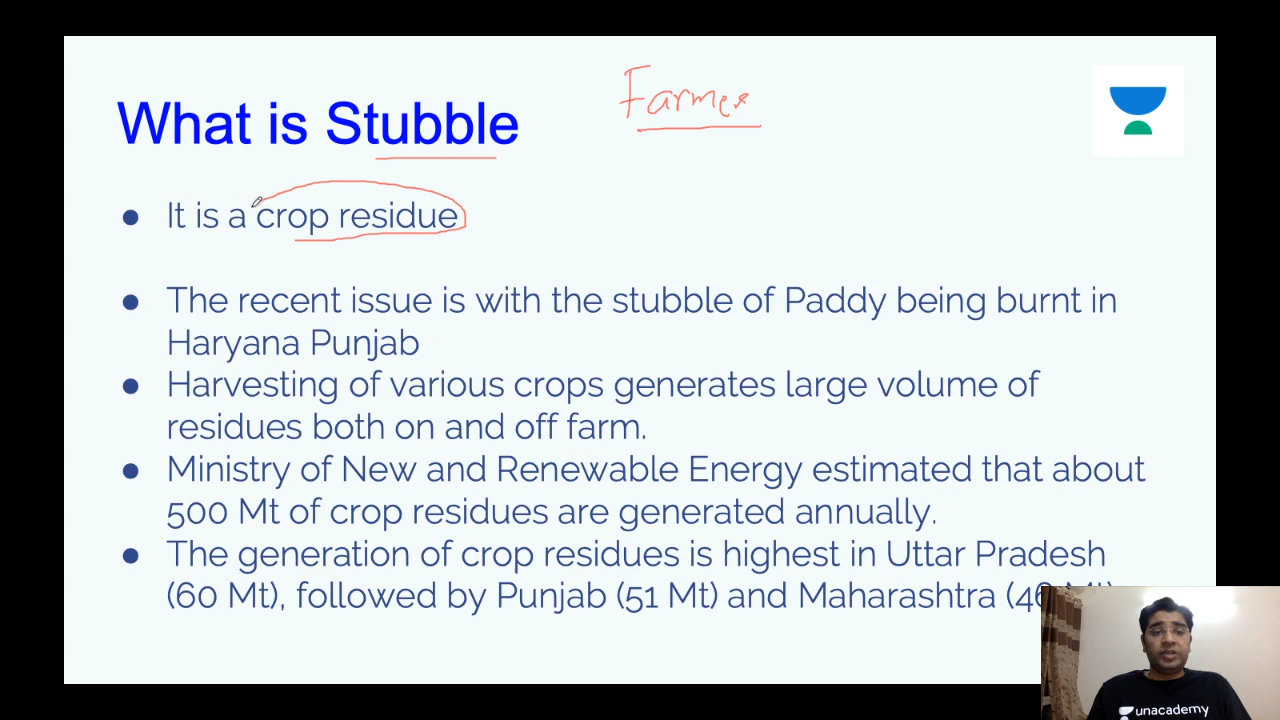 Farmer
What is Stubble
● It is a crop residue
● The recent issue is with the stubble of Paddy being burnt in
Haryana Punjab
● Harvesting of various crops generates large volume of
residues both on and off farm.
● Ministry of New and Renewable Energy estimated that about
500 Mt of crop residues are generated annually.
● The generation of crop residues is highest in Uttar Pradesh
(60 Mt), followed by Punjab (51 Mt) and Maharashtra
unacademy